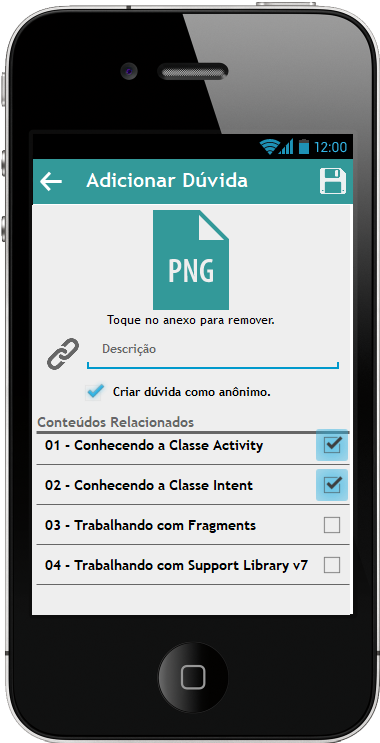 12:00
Adicionar Dúvida
PNG
Toque no anexo para remover.
Descrição
Criar dúvida como anônimo.
Conteúdos Relacionados
01 - Conhecendo a Classe Activity
02 - Conhecendo a Classe Intent
03 - Trabalhando com Fragments
04 - Trabalhando com Support Library v7